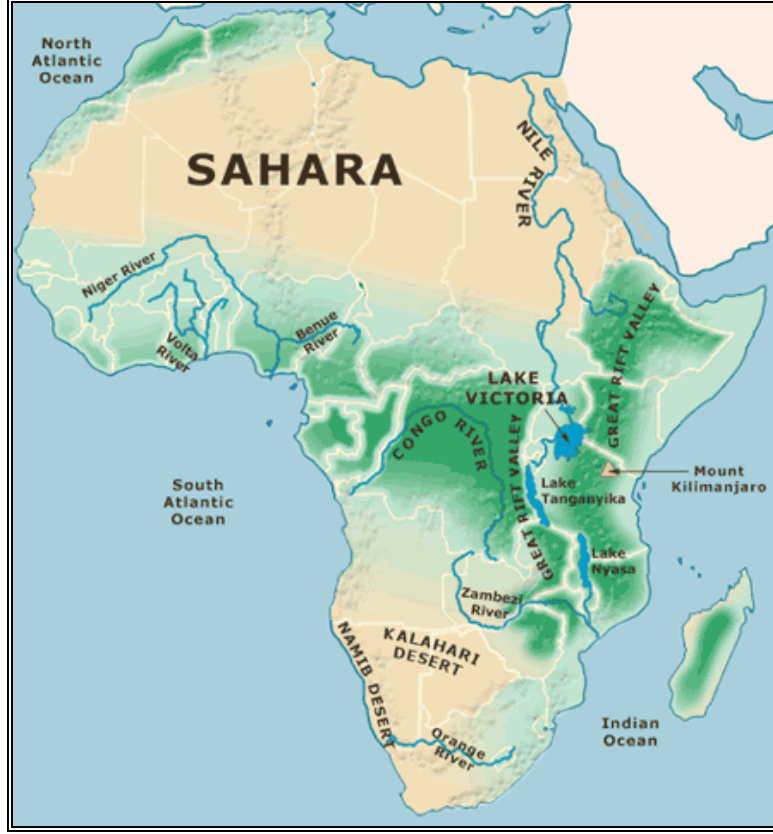 North
Atlantic
Ocean
SAHARA
NILE RIVER
Red Sea
Niger River
Volta
River
Benue
River
GREAT RIFT VALLEY
LAKE
VICTORIA
CONGO RIVER
GREAT RIFT VALLEY
Mount
Kilimanjaro
South
Atlantic
Ocean
Lake
Tanganyika
Lake
Nyasa
Zambezi
River
KALAHARI
DESERT
NAMIB DESERT
Orange
River
Indian
Ocean